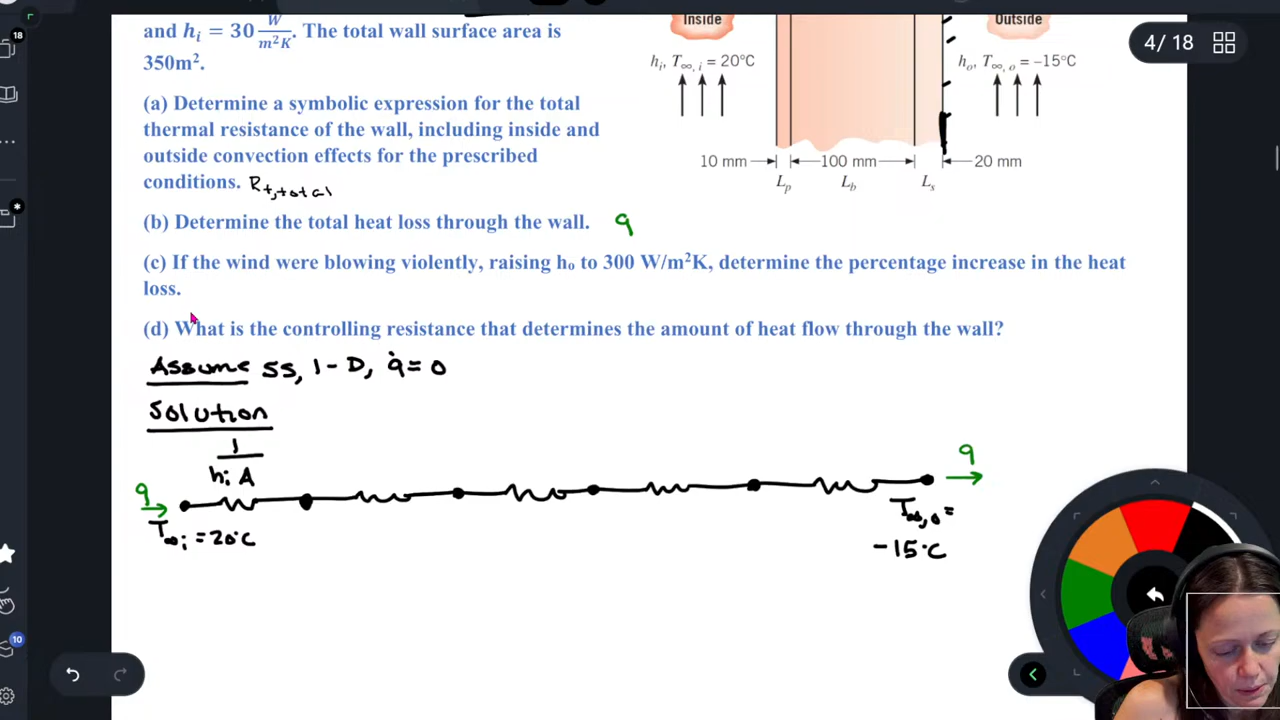 4 / 18
18
10
and hᵢ = 30 W/m²K. The total wall surface area is
350m².
(a) Determine a symbolic expression for the total
thermal resistance of the wall, including inside and
outside convection effects for the prescribed
conditions. Rt,total
(b) Determine the total heat loss through the wall. q
(c) If the wind were blowing violently, raising hₒ to 300 W/m²K, determine the percentage increase in the heat
loss.
(d) What is the controlling resistance that determines the amount of heat flow through the wall?
Inside
Outside
hᵢ, T∞, i = 20°C
hₒ, T∞, o = −15°C
10 mm
100 mm
20 mm
Lp
Lb
Ls
Assume SS, 1-D, q̇ = 0
Solution
1
hi A
q
q
T∞i = 20°C
T∞,o =
-15°C